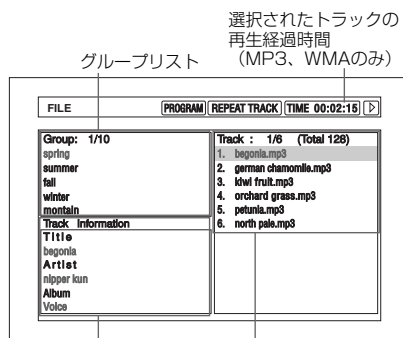 選択されたトラックの
再生経過時間
（MP3、WMAのみ）
グループリスト
FILE PROGRAM REPEAT TRACK TIME 00:02:15
Group: 1/10
spring
summer
fall
winter
montain
Track Information
Title
begonia
Artist
nipper kun
Album
Voice
Track : 1/6 (Total 128)
1. begonia.mp3
2. german chamomile.mp3
3. kiwi fruit.mp3
4. orchard grass.mp3
5. petunia.mp3
6. north pale.mp3